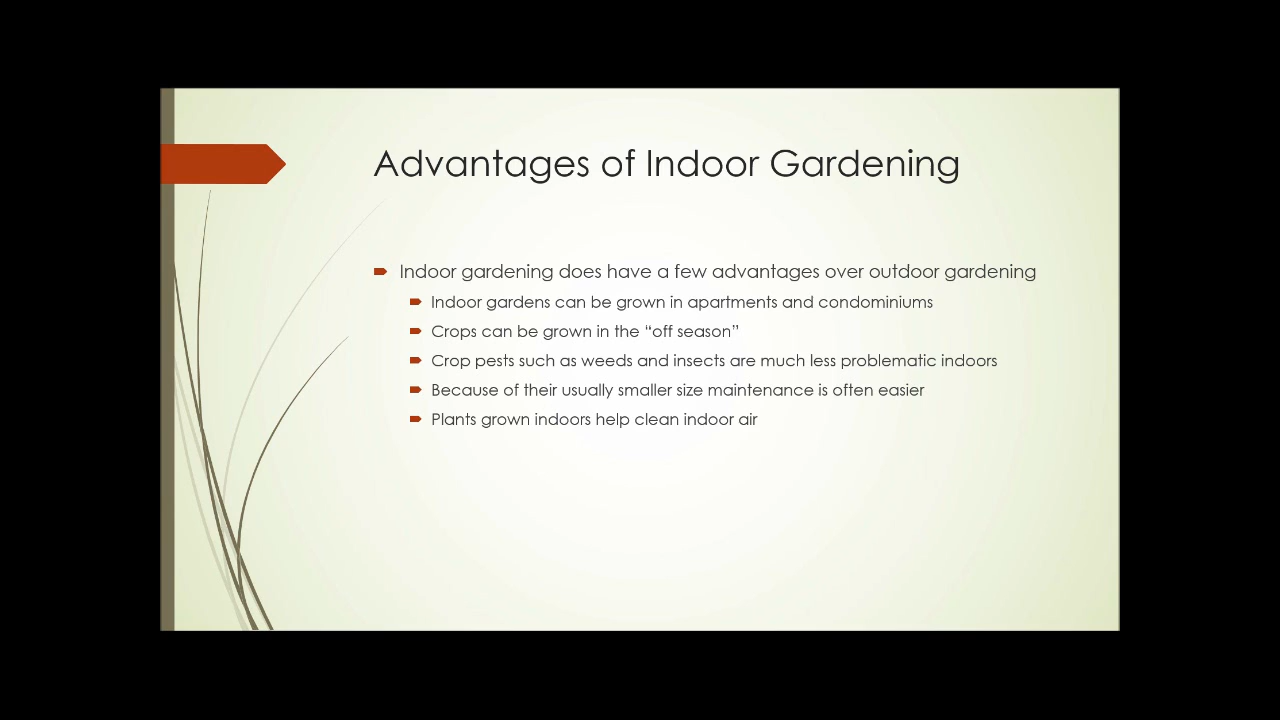 Advantages of Indoor Gardening
Indoor gardening does have a few advantages over outdoor gardening
Indoor gardens can be grown in apartments and condominiums
Crops can be grown in the “off season”
Crop pests such as weeds and insects are much less problematic indoors
Because of their usually smaller size maintenance is often easier
Plants grown indoors help clean indoor air